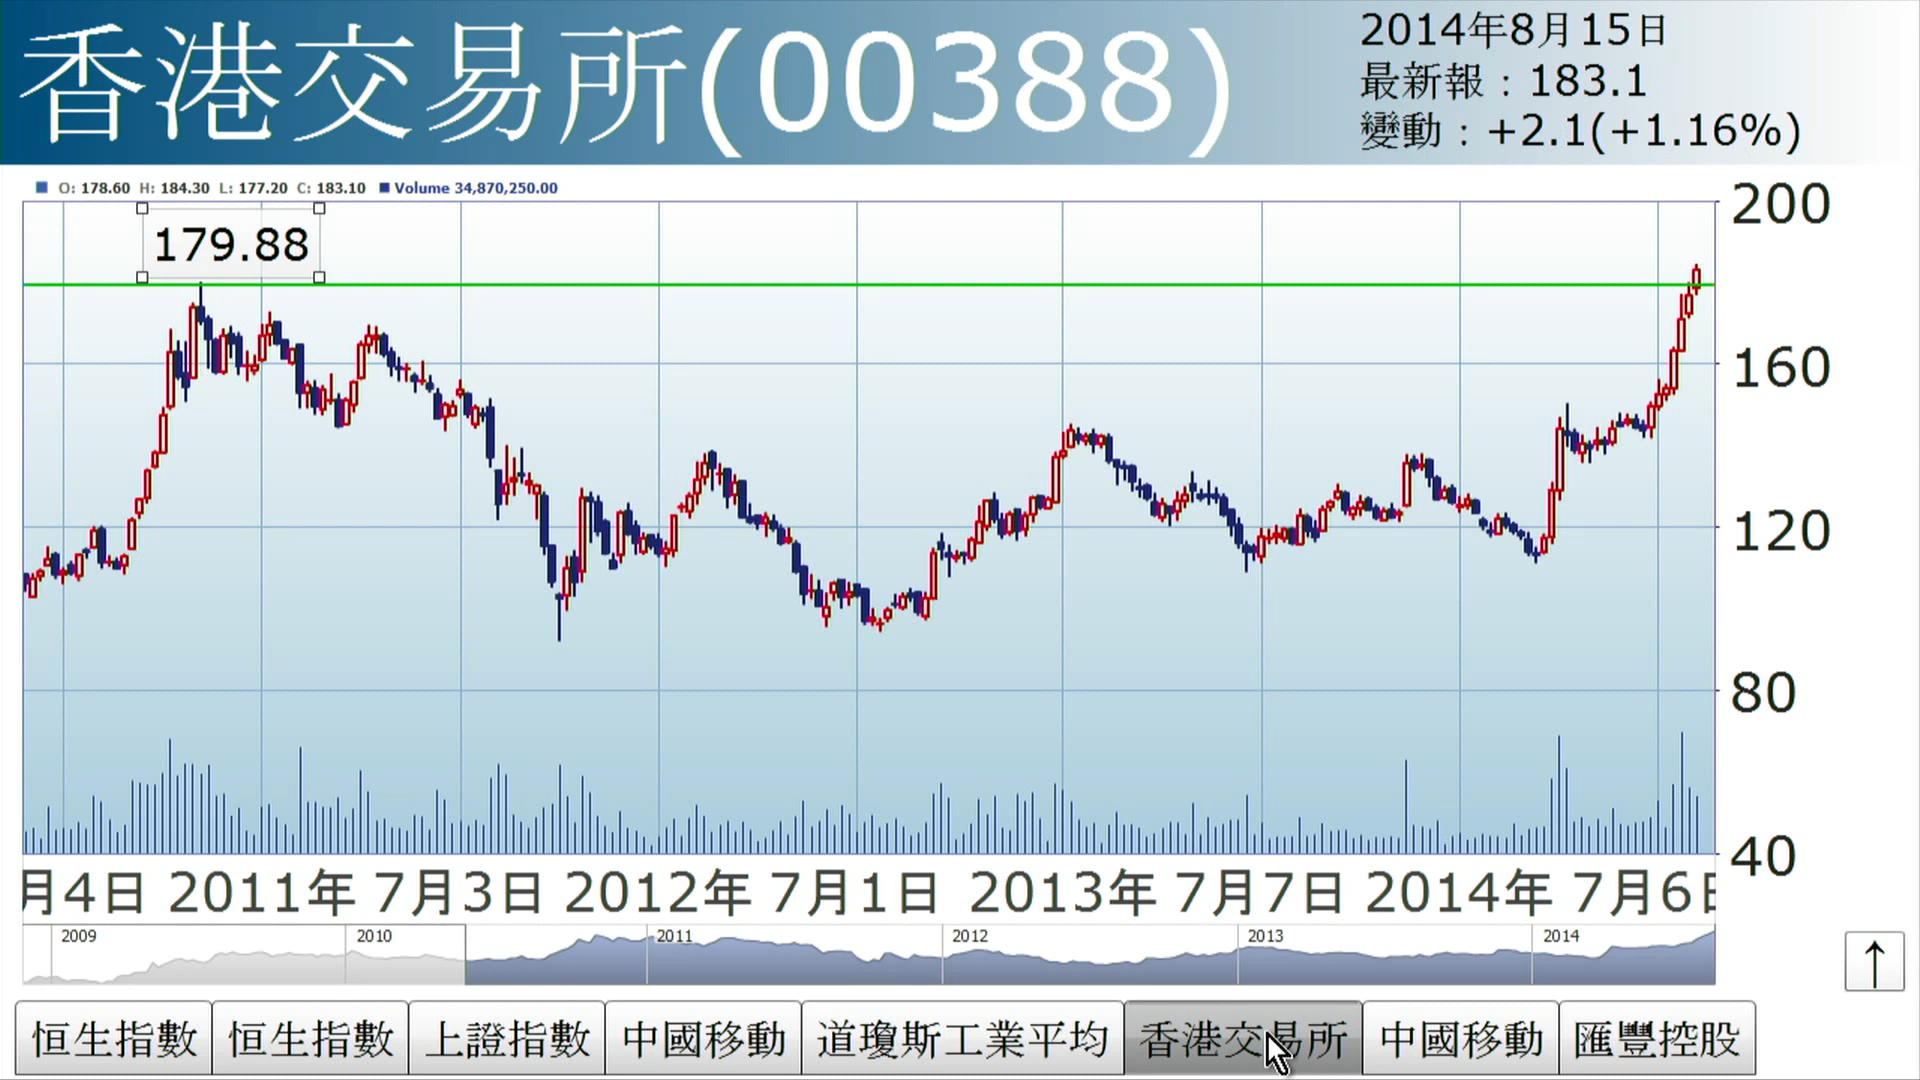 香港交易所(00388)
2014年8月15日
最新報：183.1
變動：+2.1(+1.16%)
O: 178.60 H: 184.30 L: 177.20 C: 183.10 Volume 34,870,250.00
179.88
200
160
120
80
40
月4日 2011年 7月3日 2012年 7月1日 2013年 7月7日 2014年 7月6日
2009 2010 2011 2012 2013 2014
↑
恒生指數 恒生指數 上證指數 中國移動 道瓊斯工業平均 香港交易所 中國移動 匯豐控股